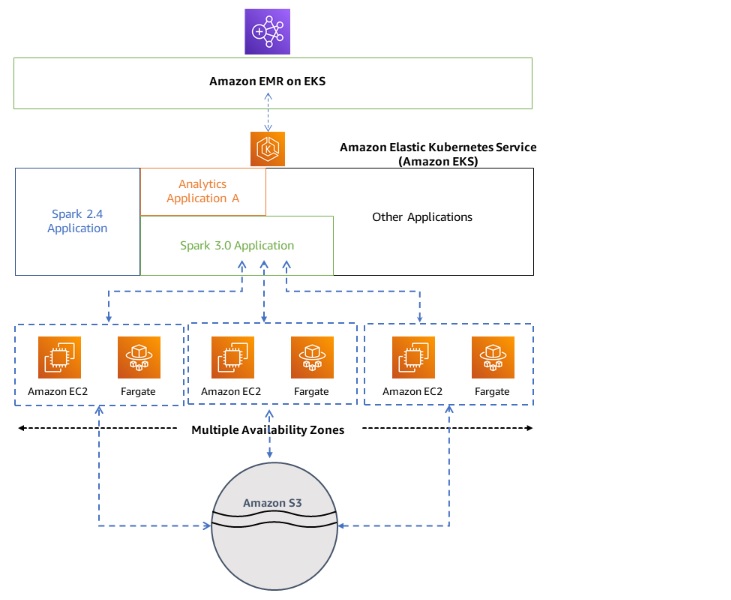 Amazon EMR on EKS
Amazon Elastic Kubernetes Service
(Amazon EKS)
Spark 2.4
Application
Analytics
Application A
Spark 3.0 Application
Other Applications
Amazon EC2
Fargate
Amazon EC2
Fargate
Amazon EC2
Fargate
Multiple Availability Zones
Amazon S3